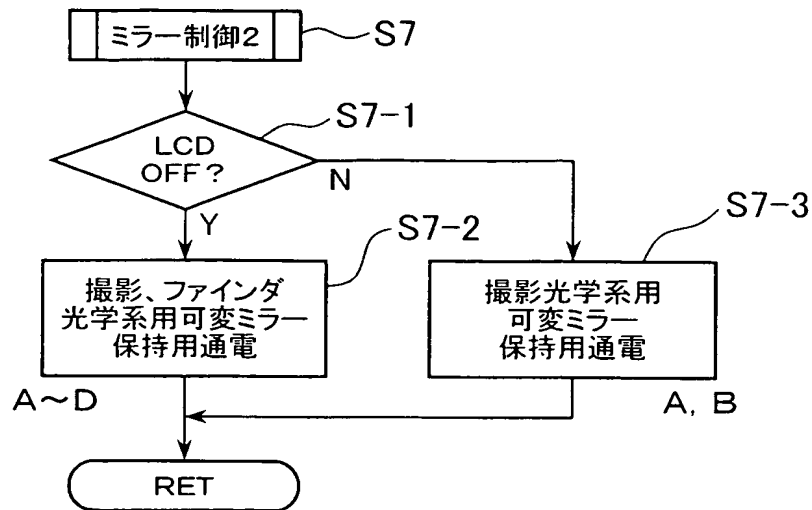 ミラー制御2
S7
S7-1
LCD
OFF?
N
Y
S7-2
S7-3
撮影、ファインダ
光学系用可変ミラー
保持用通電
撮影光学系用
可変ミラー
保持用通電
A~D
A, B
RET